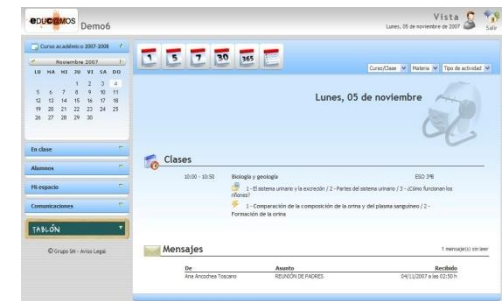 educamos Demo6
Vista
Lunes, 05 de noviembre de 2007
Salir
Curso académico 2007-2008
Noviembre 2007
LU MA MI JU VI SA DO
1 2 3 4
5 6 7 8 9 10 11
12 13 14 15 16 17 18
19 20 21 22 23 24 25
26 27 28 29 30
En clase
Alumnos
Mi espacio
Comunicaciones
TABLÓN
© Grupo SM - Aviso Legal
1 5 7 30 365
Curso/Clase Materia Tipo de actividad
Lunes, 05 de noviembre
Clases
10:00 - 10:50 Biología y geología ESO 3ºB
1 - El sistema urinario y la excreción / 2 - Partes del sistema urinario / 3 - ¿Cómo funcionan los
riñones?
1 - Comparación de la composición de la orina y del plasma sanguíneo / 2 -
Formación de la orina
Mensajes
1 mensaje(s) sin leer
De Asunto Recibido
Ana Ancochea Toscano REUNIÓN DE PADRES 04/11/2007 a las 02:50 h